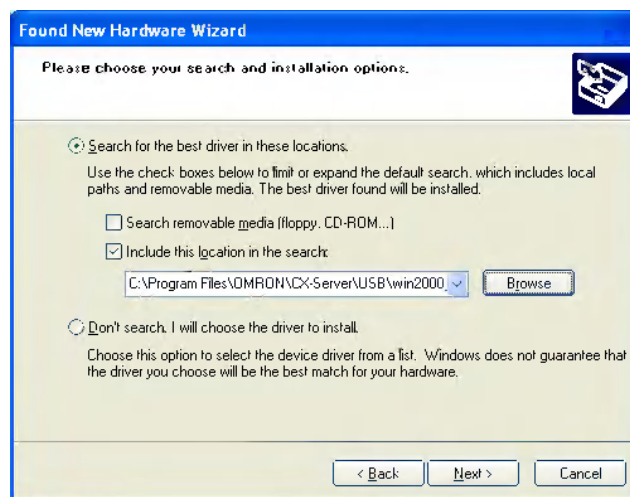 Found New Hardware Wizard
Please choose your search and installation options.
Search for the best driver in these locations.
Use the check boxes below to limit or expand the default search, which includes local
paths and removable media. The best driver found will be installed.
Search removable media (floppy, CD-ROM...)
Include this location in the search:
C:\Program Files\OMRON\CX-Server\USB\win2000_
Browse
Don't search. I will choose the driver to install.
Choose this option to select the device driver from a list. Windows does not guarantee that
the driver you choose will be the best match for your hardware.
< Back
Next >
Cancel